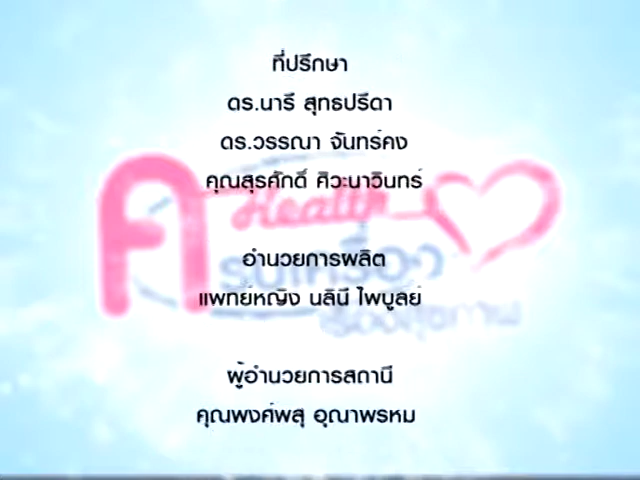 ที่ปรึกษา
ดร.นารี สุทธปรีดา
ดร.วรรณา จันทร์คง
คุณสุรศักดิ์ ศิวะนาวินทร์
Health
อำนวยการผลิต
แพทย์หญิง นลินี ไพบูลย์
ผู้อำนวยการสถานี
คุณพงศ์พสุ อุณาพรหม